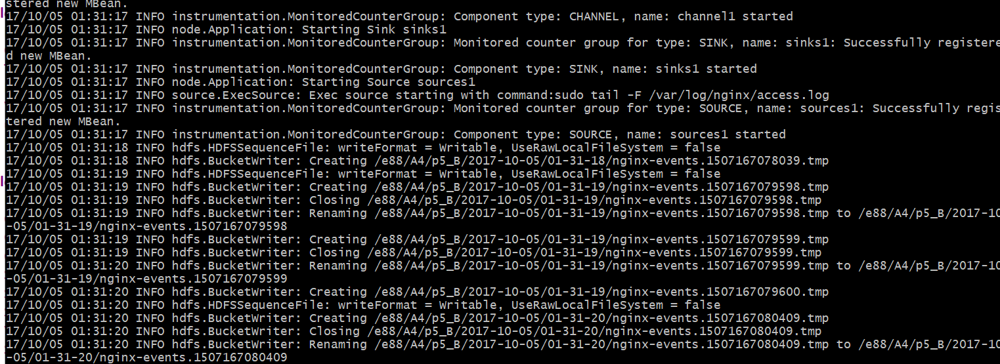 stered new MBean.
17/10/05 01:31:17 INFO instrumentation.MonitoredCounterGroup: Component type: CHANNEL, name: channel1 started
17/10/05 01:31:17 INFO node.Application: Starting Sink sinks1
17/10/05 01:31:17 INFO instrumentation.MonitoredCounterGroup: Monitored counter group for type: SINK, name: sinks1: Successfully registere
d new MBean.
17/10/05 01:31:17 INFO instrumentation.MonitoredCounterGroup: Component type: SINK, name: sinks1 started
17/10/05 01:31:17 INFO node.Application: Starting Source sources1
17/10/05 01:31:17 INFO source.ExecSource: Exec source starting with command:sudo tail -F /var/log/nginx/access.log
17/10/05 01:31:17 INFO instrumentation.MonitoredCounterGroup: Monitored counter group for type: SOURCE, name: sources1: Successfully regis
tered new MBean.
17/10/05 01:31:17 INFO instrumentation.MonitoredCounterGroup: Component type: SOURCE, name: sources1 started
17/10/05 01:31:18 INFO hdfs.HDFSSequenceFile: writeFormat = Writable, UseRawLocalFileSystem = false
17/10/05 01:31:18 INFO hdfs.BucketWriter: Creating /e88/A4/p5_B/2017-10-05/01-31-18/nginx-events.1507167078039.tmp
17/10/05 01:31:19 INFO hdfs.HDFSSequenceFile: writeFormat = Writable, UseRawLocalFileSystem = false
17/10/05 01:31:19 INFO hdfs.BucketWriter: Creating /e88/A4/p5_B/2017-10-05/01-31-19/nginx-events.1507167079598.tmp
17/10/05 01:31:19 INFO hdfs.BucketWriter: Closing /e88/A4/p5_B/2017-10-05/01-31-19/nginx-events.1507167079598.tmp
17/10/05 01:31:19 INFO hdfs.BucketWriter: Renaming /e88/A4/p5_B/2017-10-05/01-31-19/nginx-events.1507167079598.tmp to /e88/A4/p5_B/2017-10
-05/01-31-19/nginx-events.1507167079598
17/10/05 01:31:19 INFO hdfs.BucketWriter: Creating /e88/A4/p5_B/2017-10-05/01-31-19/nginx-events.1507167079599.tmp
17/10/05 01:31:19 INFO hdfs.BucketWriter: Closing /e88/A4/p5_B/2017-10-05/01-31-19/nginx-events.1507167079599.tmp
17/10/05 01:31:20 INFO hdfs.BucketWriter: Renaming /e88/A4/p5_B/2017-10-05/01-31-19/nginx-events.1507167079599.tmp to /e88/A4/p5_B/2017-10
-05/01-31-19/nginx-events.1507167079599
17/10/05 01:31:20 INFO hdfs.BucketWriter: Creating /e88/A4/p5_B/2017-10-05/01-31-19/nginx-events.1507167079600.tmp
17/10/05 01:31:20 INFO hdfs.HDFSSequenceFile: writeFormat = Writable, UseRawLocalFileSystem = false
17/10/05 01:31:20 INFO hdfs.BucketWriter: Creating /e88/A4/p5_B/2017-10-05/01-31-20/nginx-events.1507167080409.tmp
17/10/05 01:31:20 INFO hdfs.BucketWriter: Closing /e88/A4/p5_B/2017-10-05/01-31-20/nginx-events.1507167080409.tmp
17/10/05 01:31:20 INFO hdfs.BucketWriter: Renaming /e88/A4/p5_B/2017-10-05/01-31-20/nginx-events.1507167080409.tmp to /e88/A4/p5_B/2017-10
-05/01-31-20/nginx-events.1507167080409